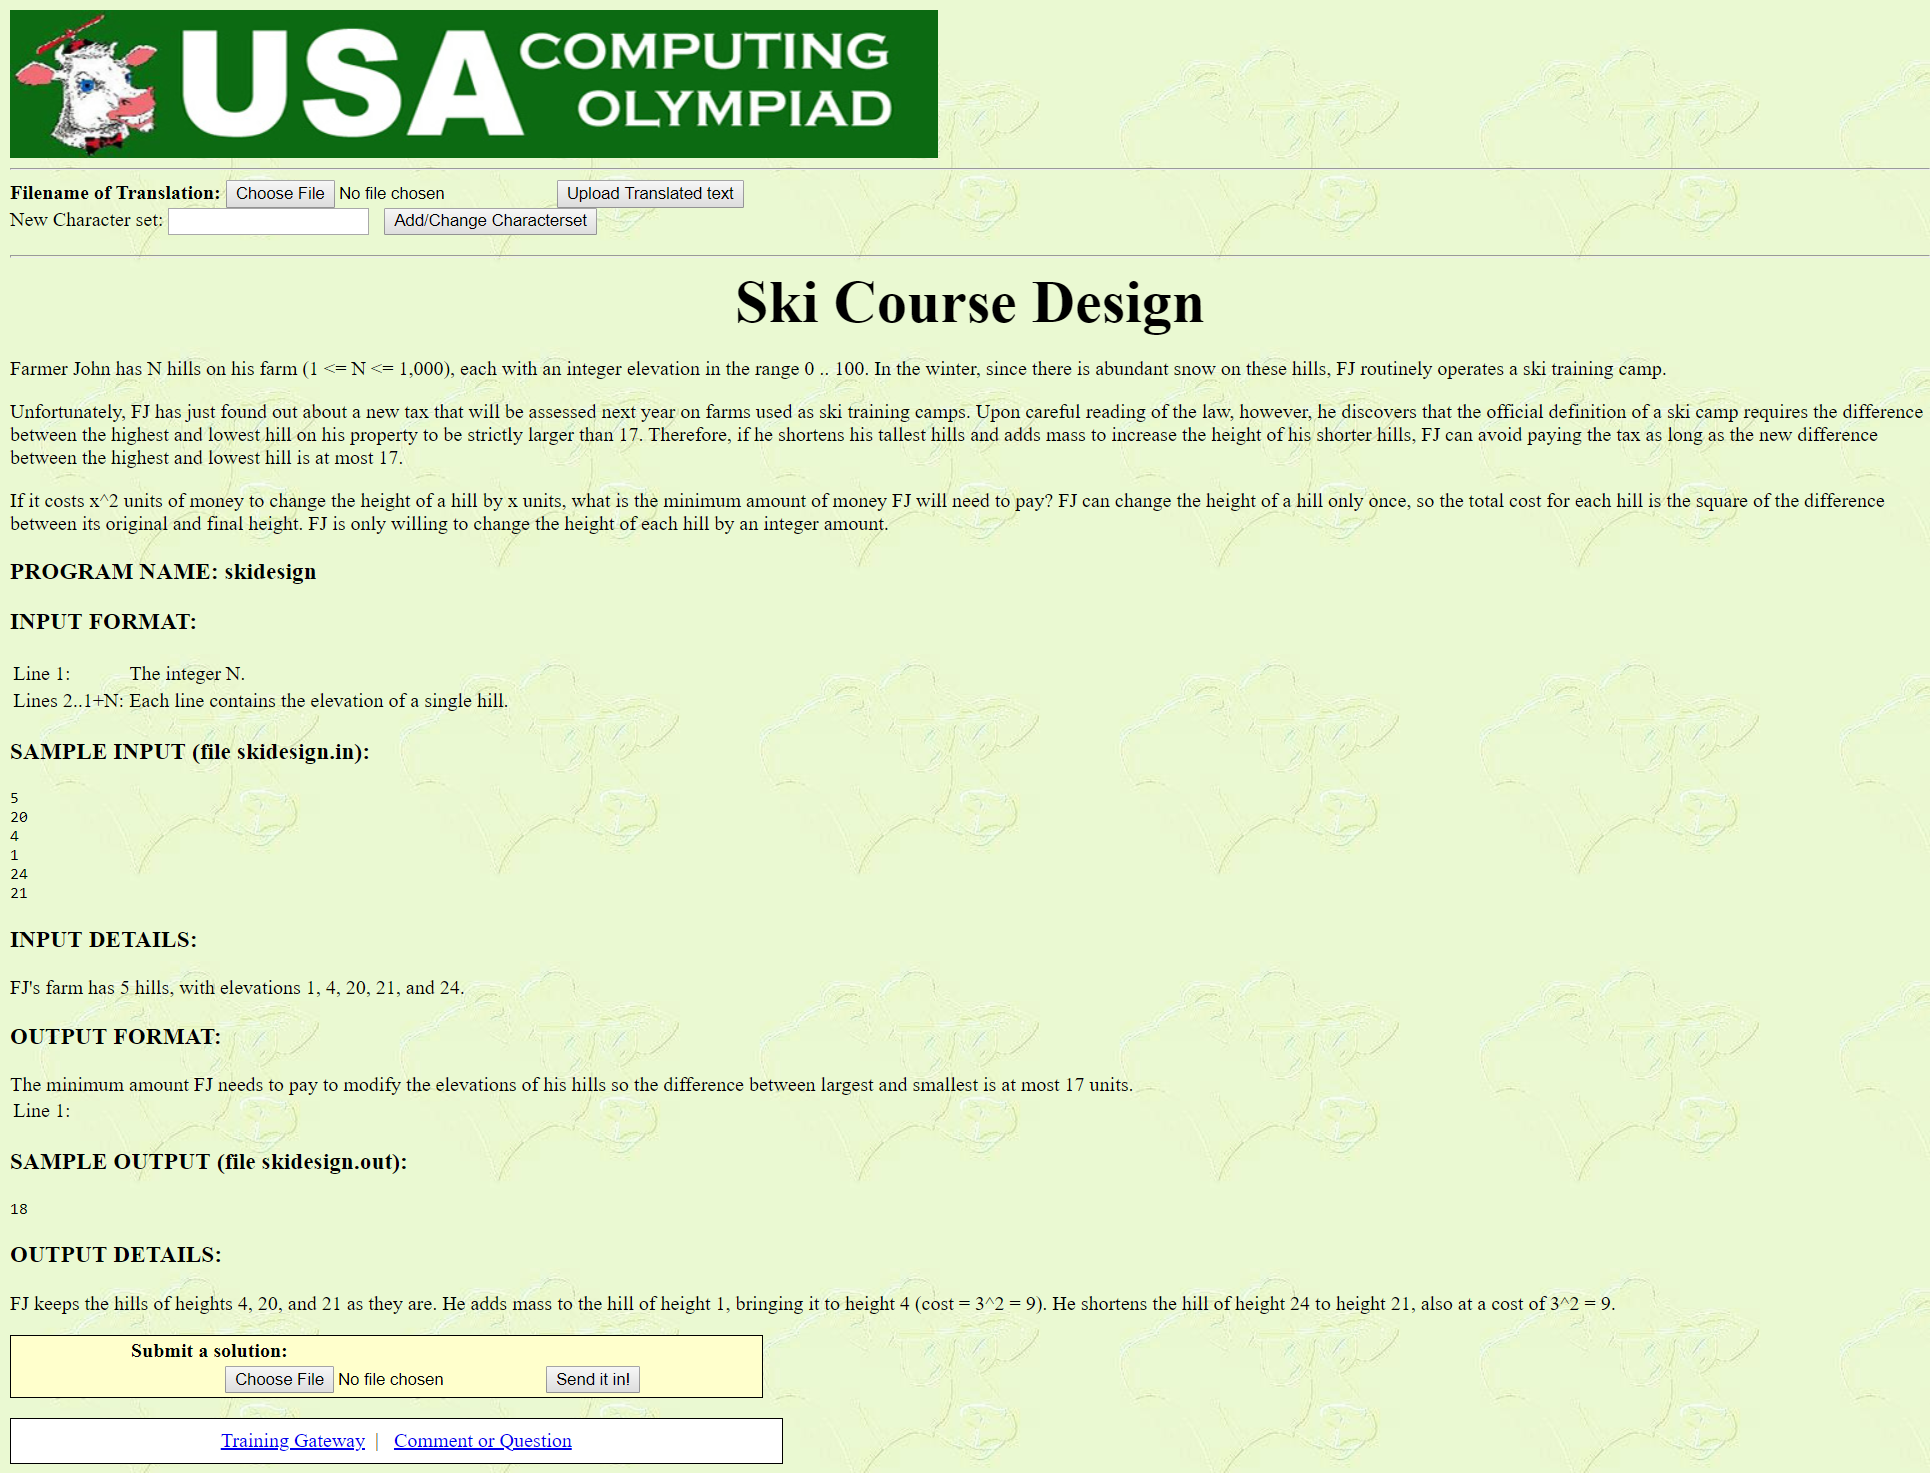 USA COMPUTING
OLYMPIAD
Filename of Translation: Choose File No file chosen Upload Translated text
New Character set: Add/Change Characterset
Ski Course Design
Farmer John has N hills on his farm (1 <= N <= 1,000), each with an integer elevation in the range 0 .. 100. In the winter, since there is abundant snow on these hills, FJ routinely operates a ski training camp.
Unfortunately, FJ has just found out about a new tax that will be assessed next year on farms used as ski training camps. Upon careful reading of the law, however, he discovers that the official definition of a ski camp requires the difference
between the highest and lowest hill on his property to be strictly larger than 17. Therefore, if he shortens his tallest hills and adds mass to increase the height of his shorter hills, FJ can avoid paying the tax as long as the new difference
between the highest and lowest hill is at most 17.
If it costs x^2 units of money to change the height of a hill by x units, what is the minimum amount of money FJ will need to pay? FJ can change the height of a hill only once, so the total cost for each hill is the square of the difference
between its original and final height. FJ is only willing to change the height of each hill by an integer amount.
PROGRAM NAME: skidesign
INPUT FORMAT:
Line 1: The integer N.
Lines 2..1+N: Each line contains the elevation of a single hill.
SAMPLE INPUT (file skidesign.in):
5
20
4
1
24
21
INPUT DETAILS:
FJ's farm has 5 hills, with elevations 1, 4, 20, 21, and 24.
OUTPUT FORMAT:
The minimum amount FJ needs to pay to modify the elevations of his hills so the difference between largest and smallest is at most 17 units.
Line 1:
SAMPLE OUTPUT (file skidesign.out):
18
OUTPUT DETAILS:
FJ keeps the hills of heights 4, 20, and 21 as they are. He adds mass to the hill of height 1, bringing it to height 4 (cost = 3^2 = 9). He shortens the hill of height 24 to height 21, also at a cost of 3^2 = 9.
Submit a solution:
Choose File No file chosen Send it in!
Training Gateway | Comment or Question